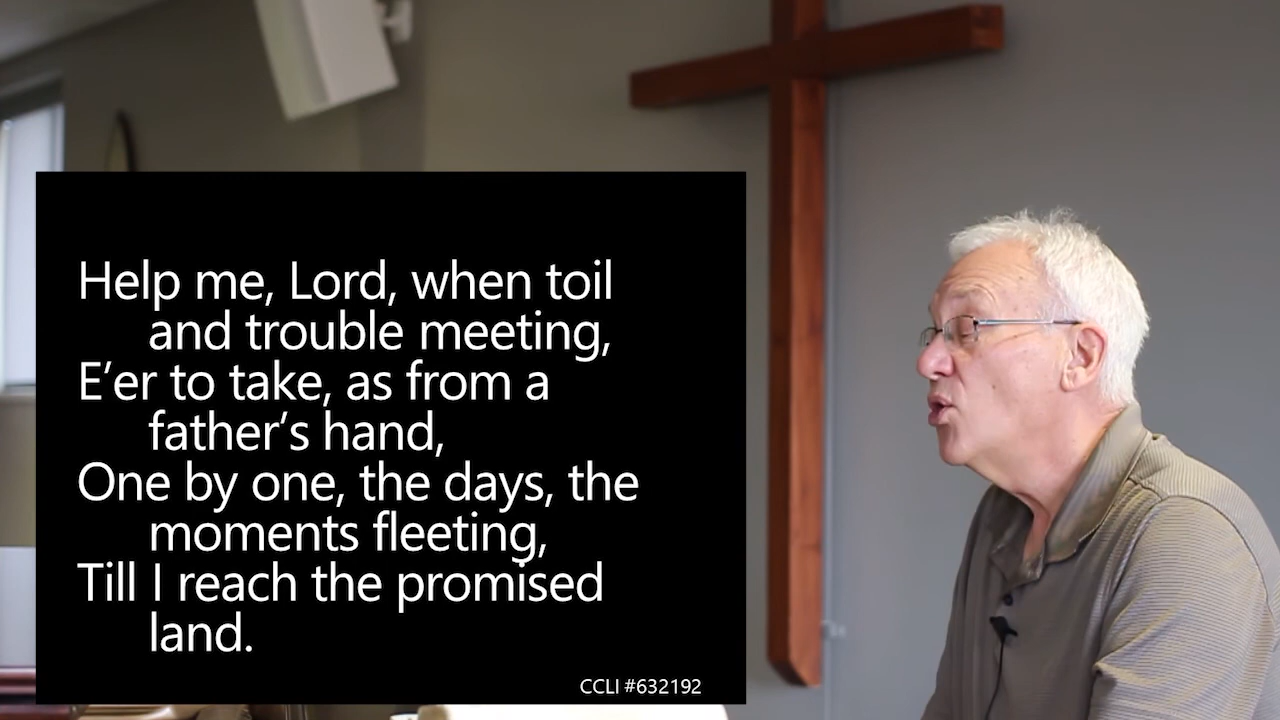 Help me, Lord, when toil
and trouble meeting,
E’er to take, as from a
father’s hand,
One by one, the days, the
moments fleeting,
Till I reach the promised
land.
CCLI #632192